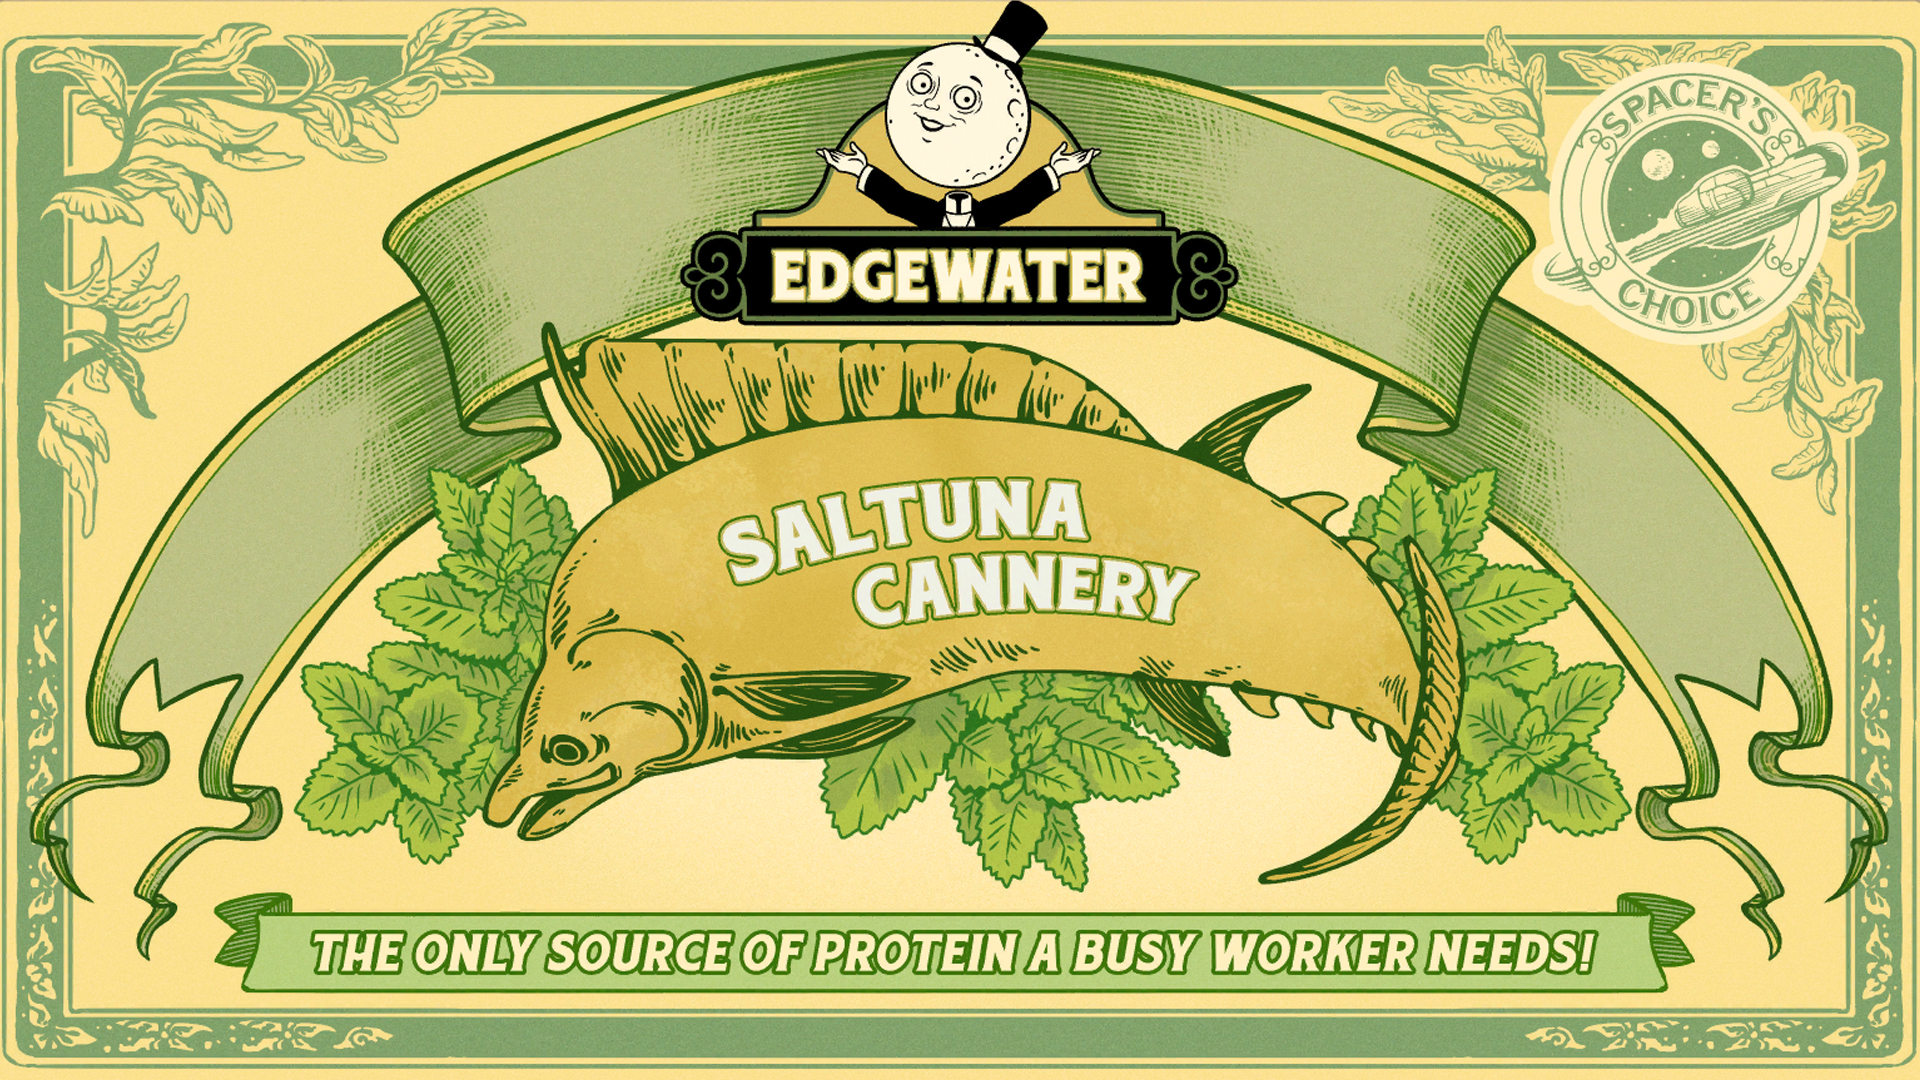 EDGEWATER
SPACER'S
CHOICE
SALTUNA
CANNERY
THE ONLY SOURCE OF PROTEIN A BUSY WORKER NEEDS!